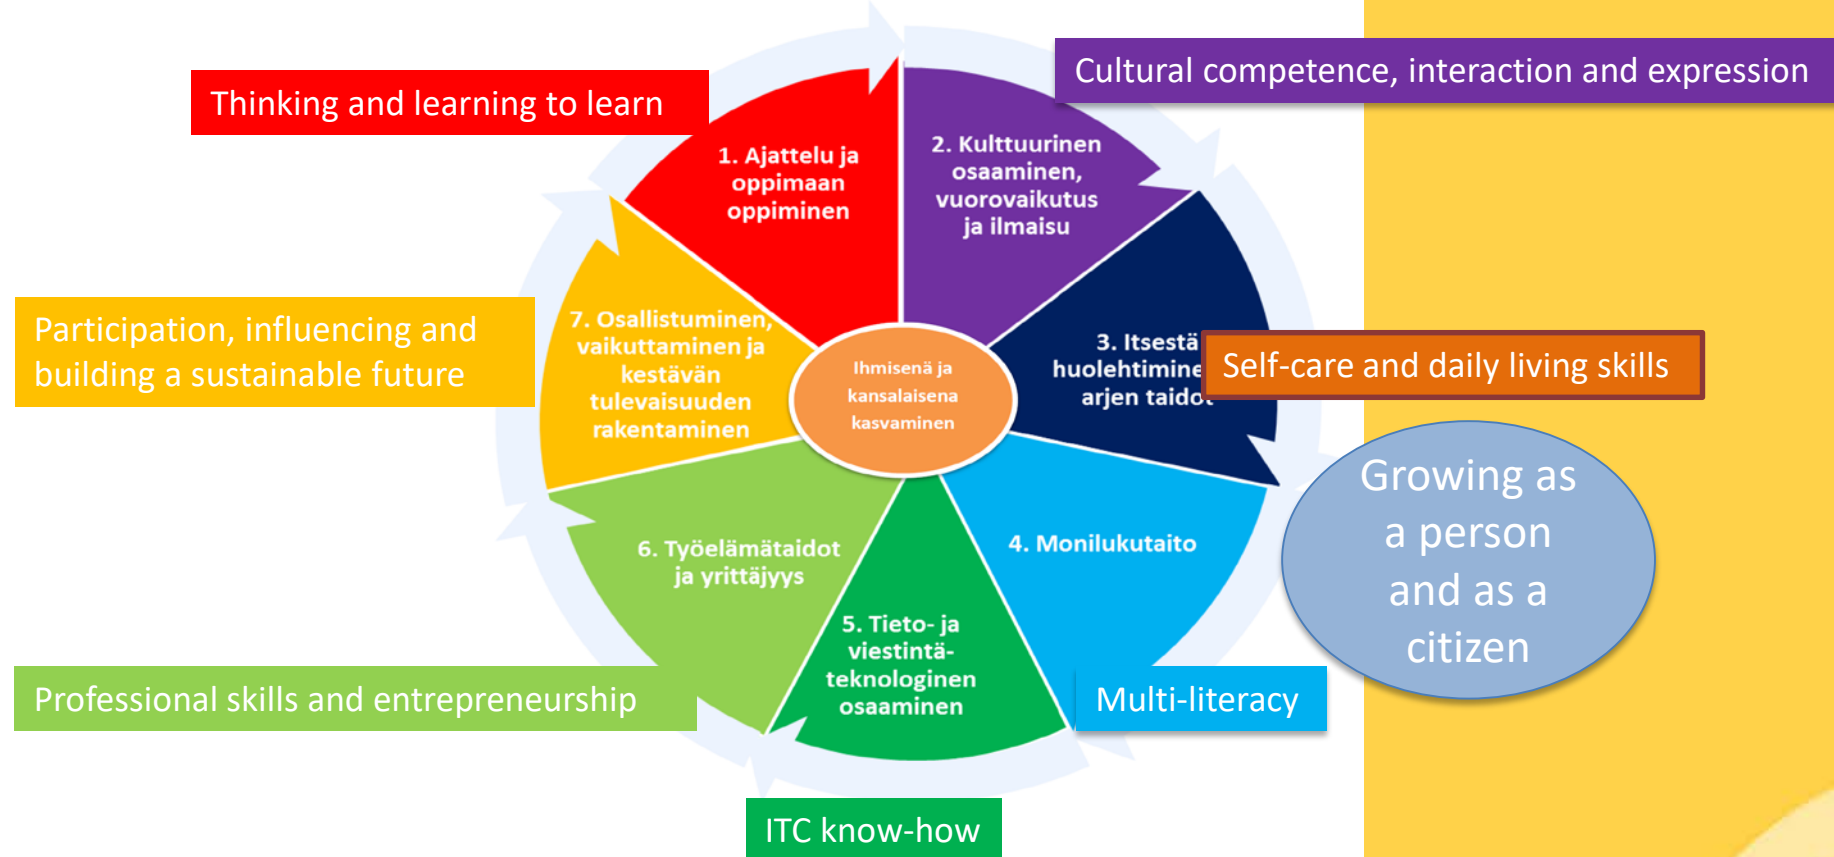 Thinking and learning to learn
Cultural competence, interaction and expression
1. Ajattelu ja
oppimaan
oppiminen
2. Kulttuurinen
osaaminen,
vuorovaikutus
ja ilmaisu
Participation, influencing and
building a sustainable future
7. Osallistuminen,
vaikuttaminen ja
kestävän
tulevaisuuden
rakentaminen
Ihmisenä ja
kansalaisena
kasvaminen
3. Itsestä
huolehtimine
arjen taidot
Self-care and daily living skills
Growing as
a person
and as a
citizen
6. Työelämätaidot
ja yrittäjyys
4. Monilukutaito
5. Tieto- ja
viestintä-
teknologinen
osaaminen
Professional skills and entrepreneurship
Multi-literacy
ITC know-how